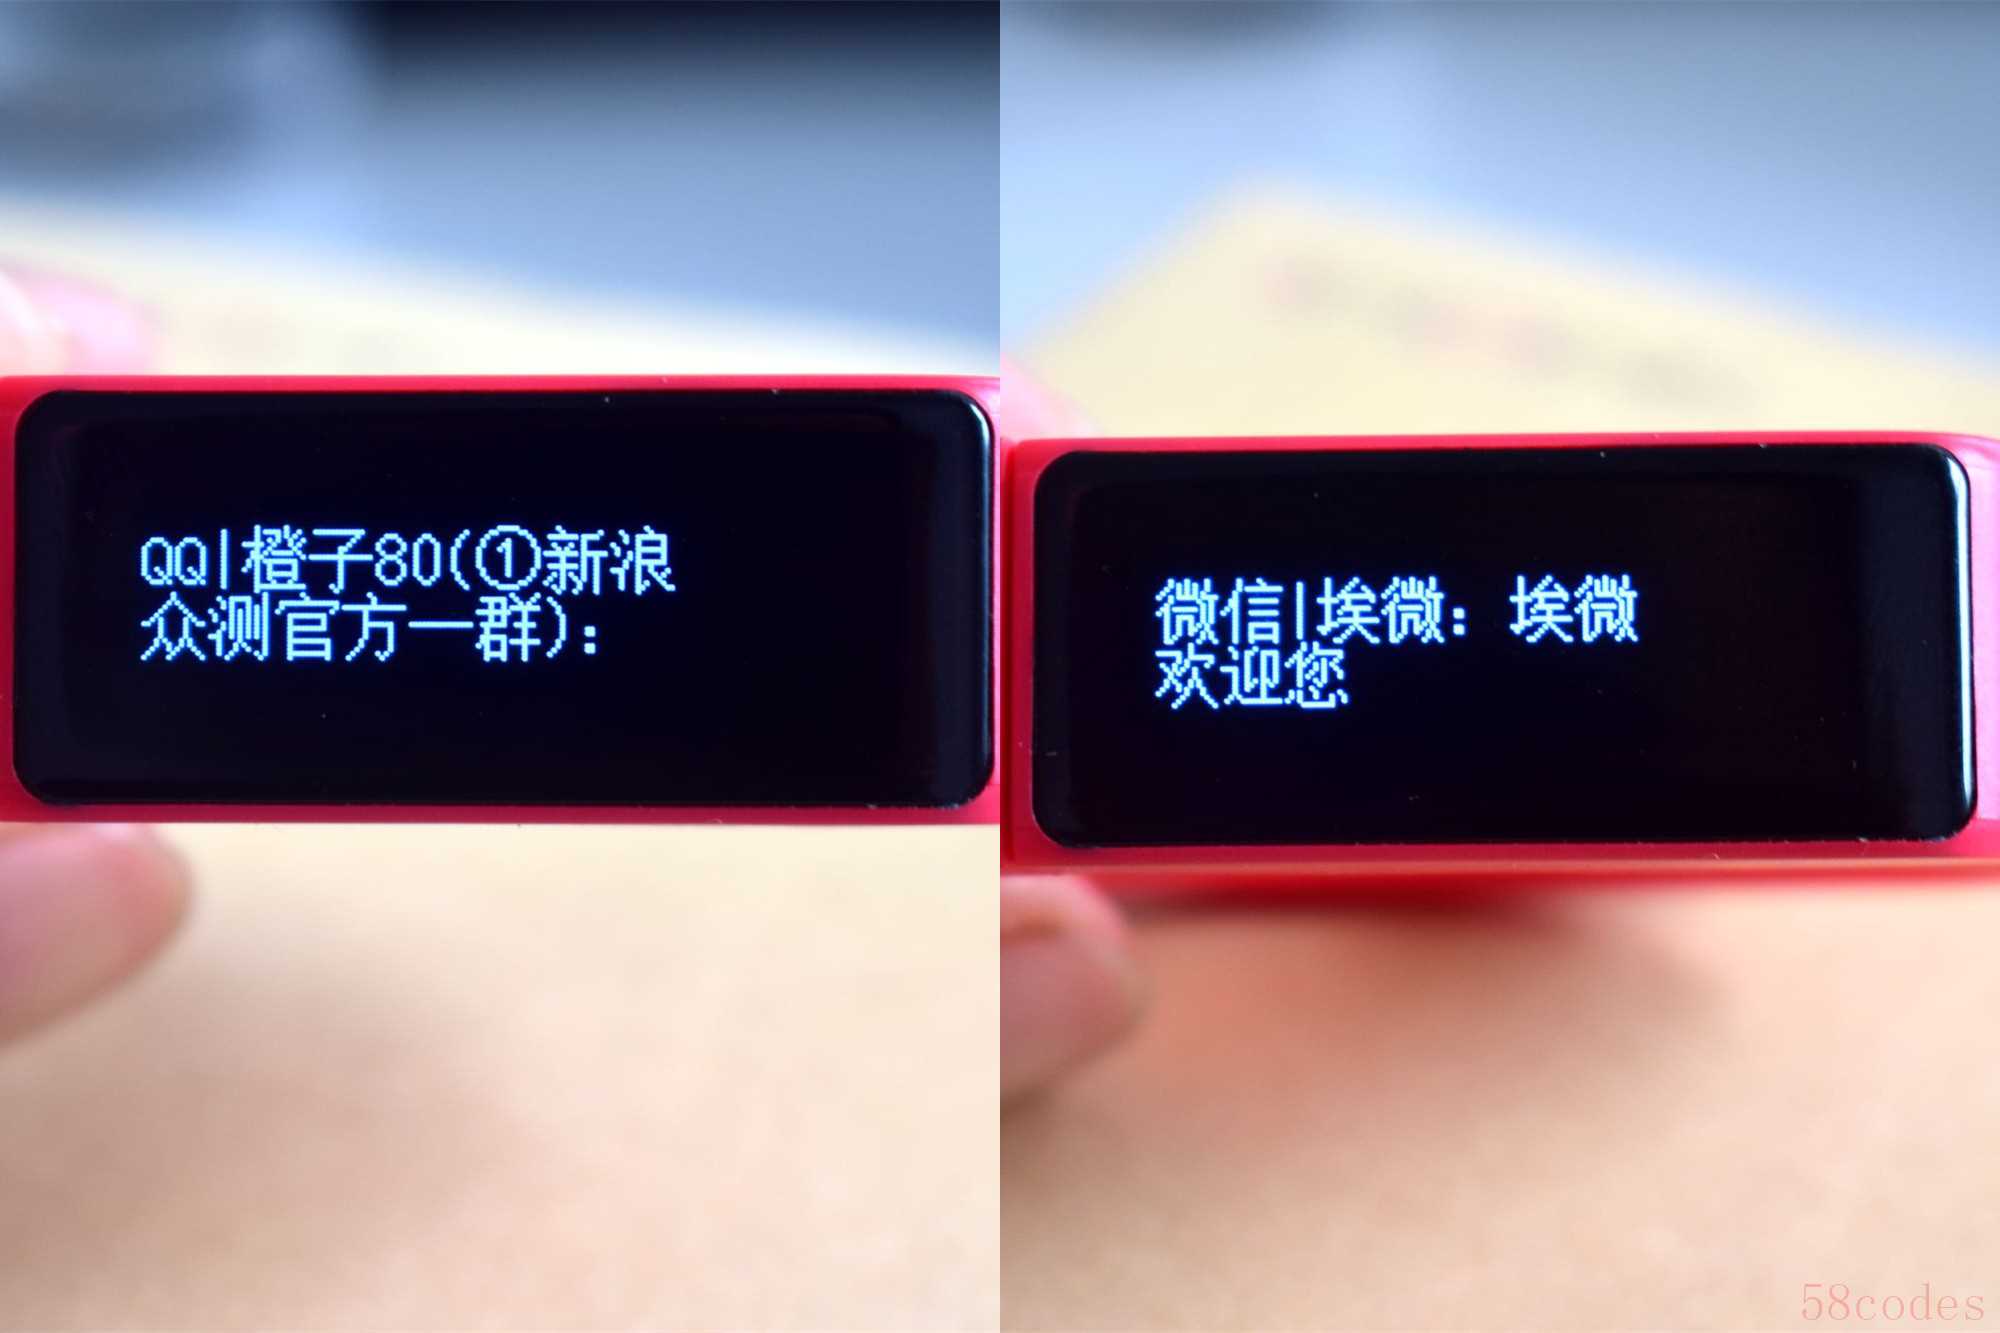 QQ|橙子80(①新浪
众测官方一群):
微信|埃微: 埃微
欢迎您
58codes